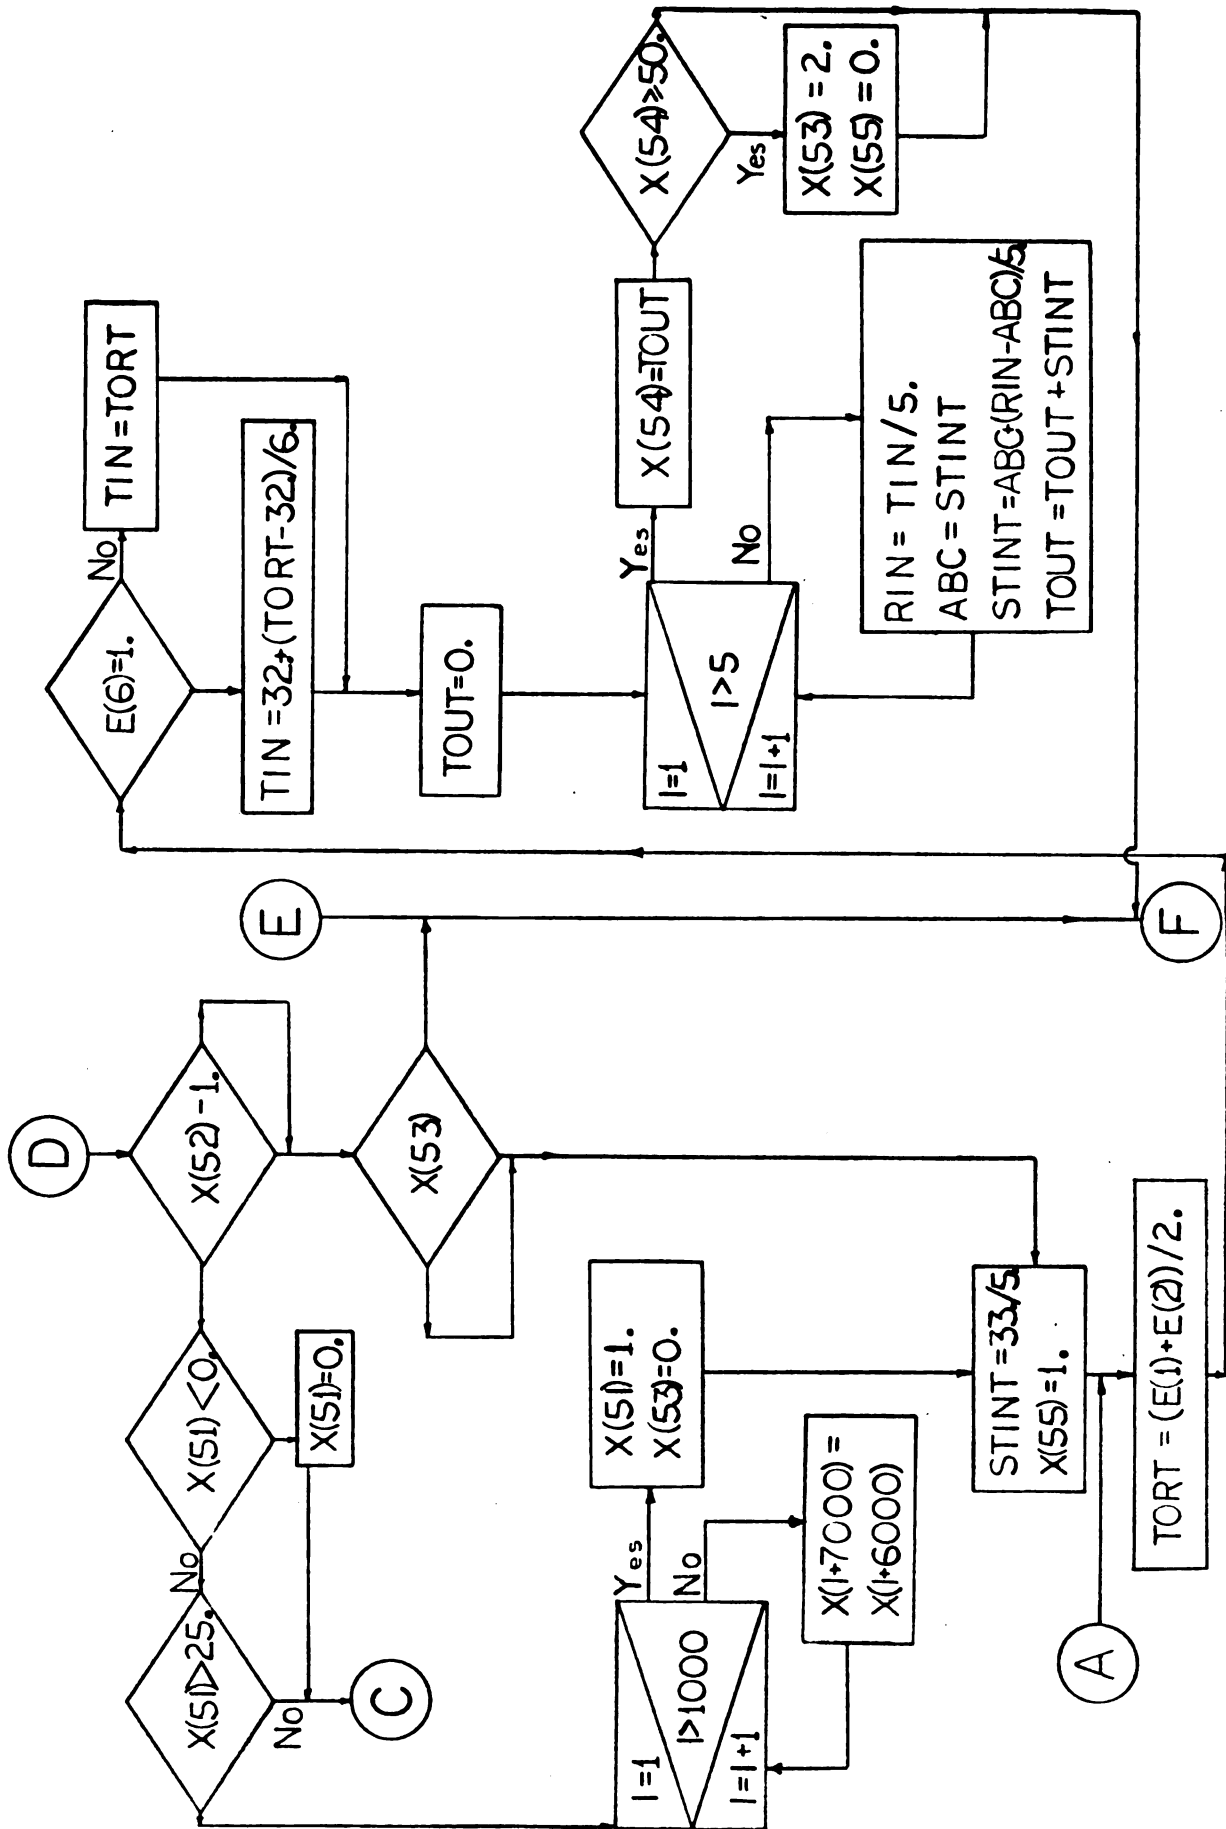 D
X(52)-1.
X(51)<0.
No
X(51)>25.
No
X(51)=0.
C
X(53)
E
I=1
I>1000
I=I+1
Yes
No
X(51)=1.
X(53)=0.
X(I+7000)=
X(I+6000)
STINT=33./5.
X(55)=1.
A
TORT=(E(1)+E(2))/2.
F
E(6)=1.
No
TIN=TORT
TIN=32.+(TORT-32.)/6.
TOUT=0.
I=1
I>5
I=I+1
Yes
No
X(54)=TOUT
RIN=TIN/5.
ABC=STINT
STINT=ABC+(RIN-ABC)/5.
TOUT=TOUT+STINT
X(54)≥50.
Yes
X(53)=2.
X(55)=0.